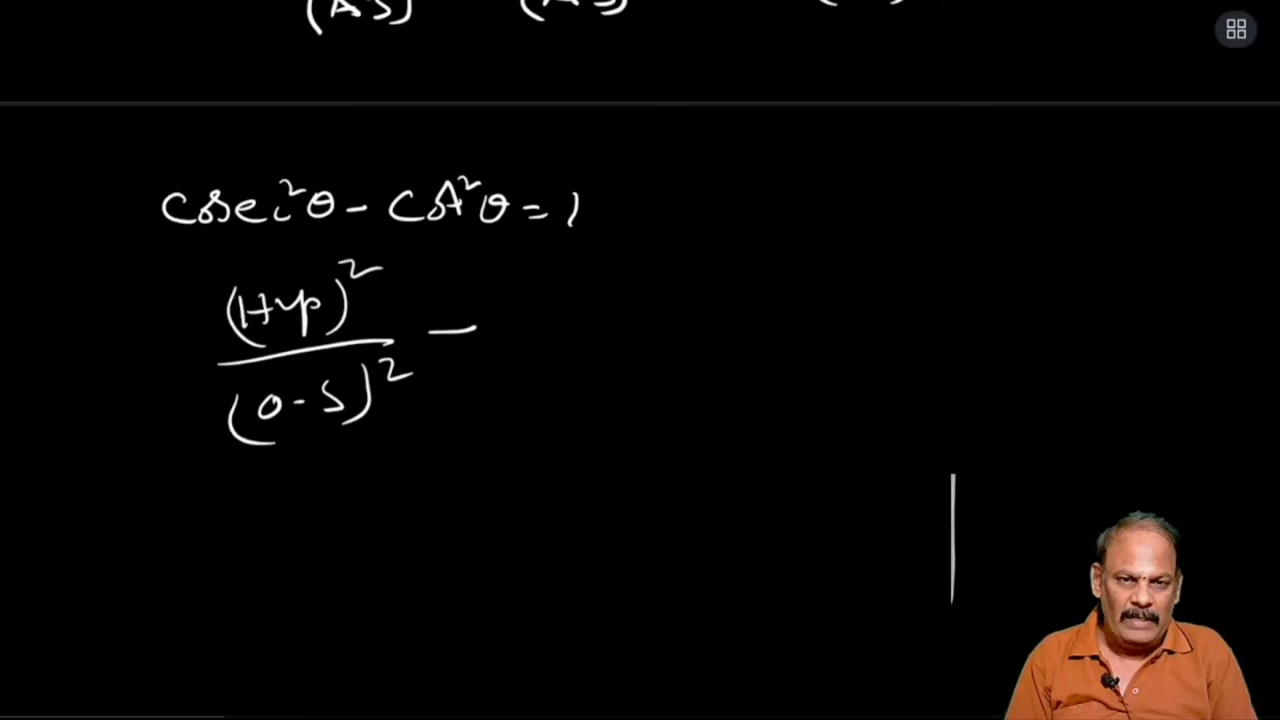 (A S)   (A S)
Cosec²θ - Cot²θ = 1
(Hyp)² -
(O-S)²